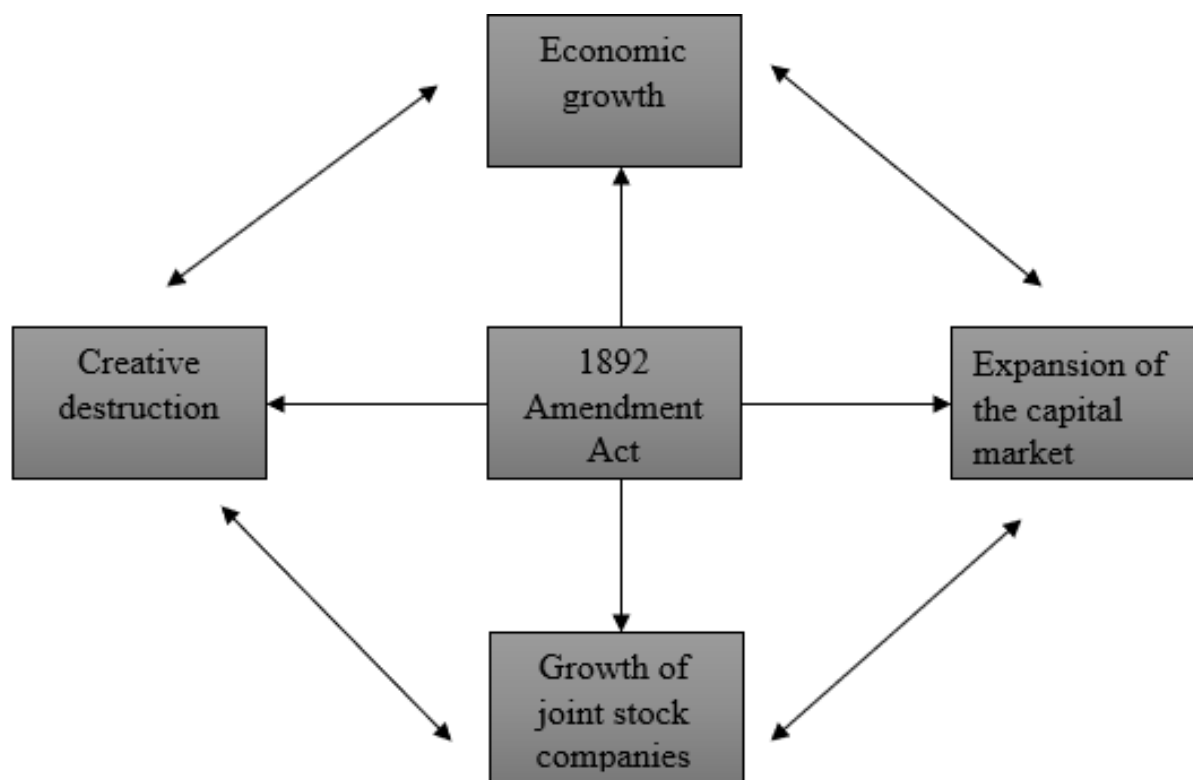 Economic
growth
Creative
destruction
1892
Amendment
Act
Expansion of
the capital
market
Growth of
joint stock
companies